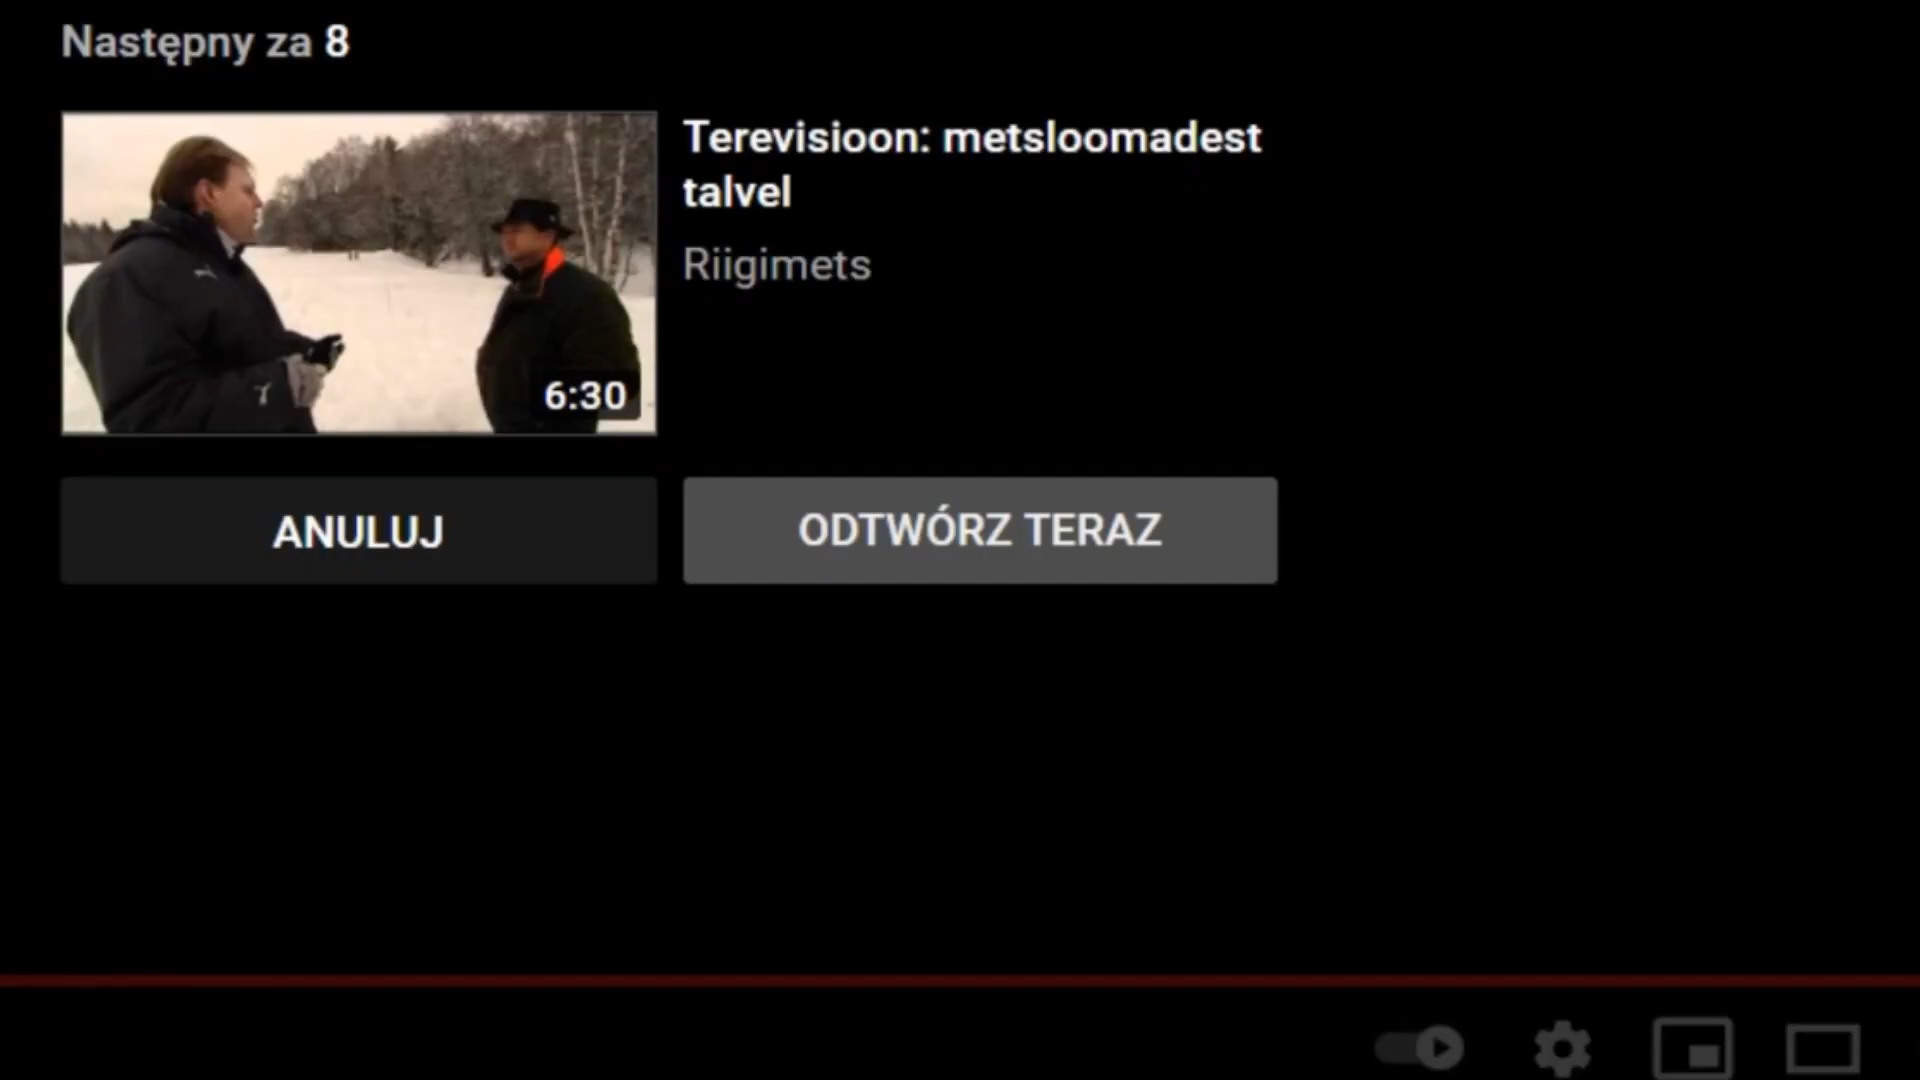 Następny za 8
Terevisioon: metsloomadest
talvel
Riigimets
6:30
ANULUJ
ODTWÓRZ TERAZ